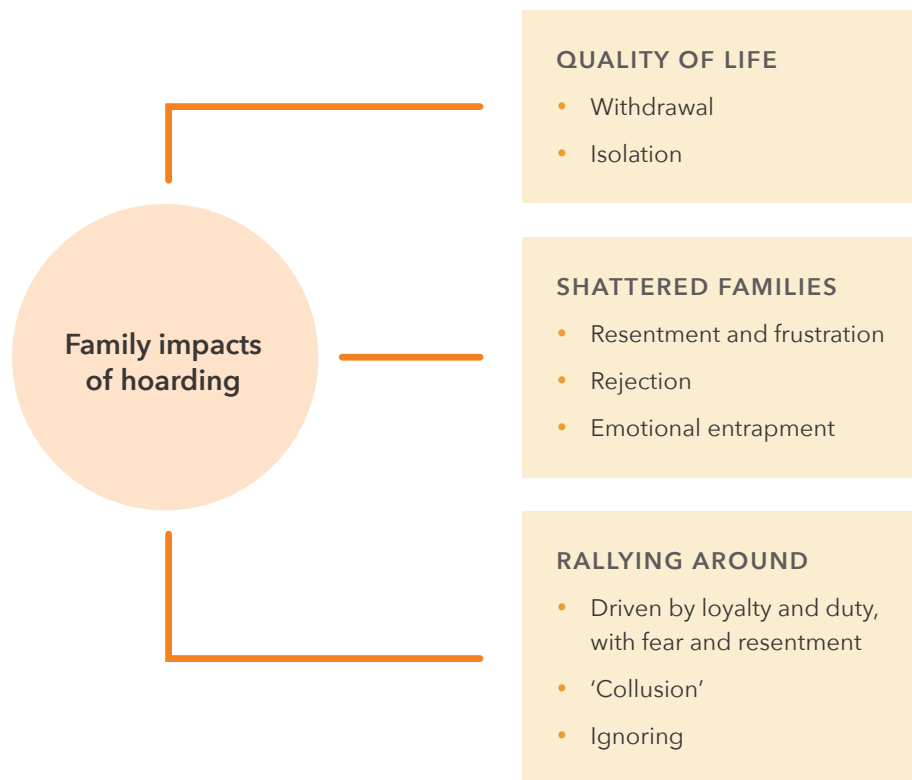 Family impacts
of hoarding
QUALITY OF LIFE
• Withdrawal
• Isolation
SHATTERED FAMILIES
• Resentment and frustration
• Rejection
• Emotional entrapment
RALLYING AROUND
• Driven by loyalty and duty,
with fear and resentment
• ‘Collusion’
• Ignoring